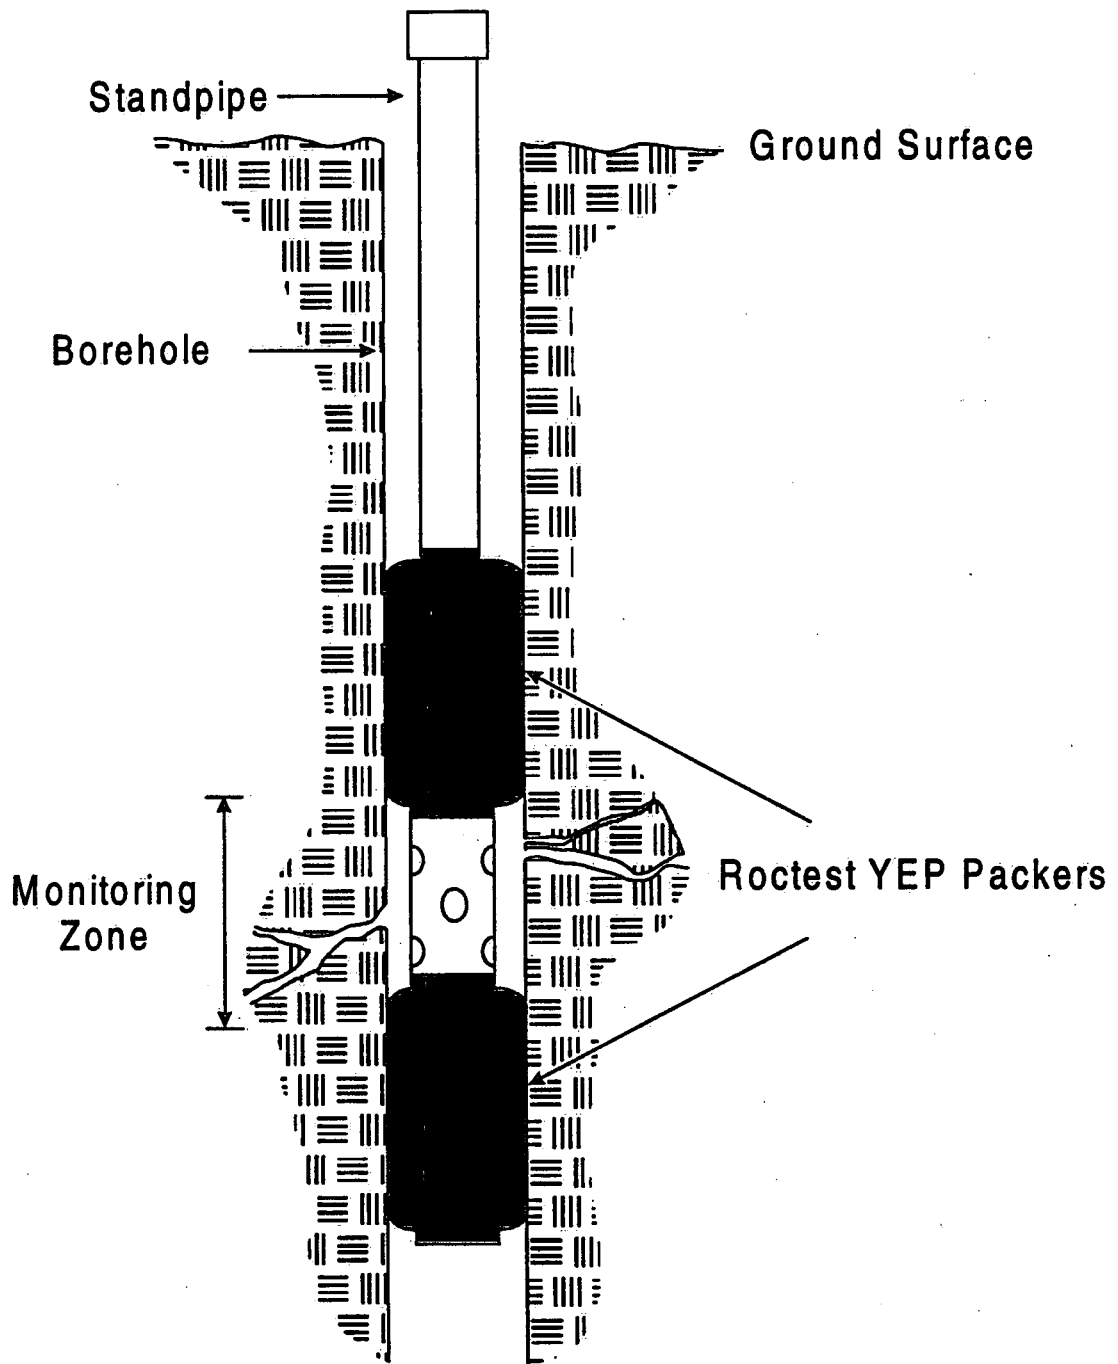 Standpipe
Ground Surface
Borehole
Monitoring
Zone
Roctest YEP Packers